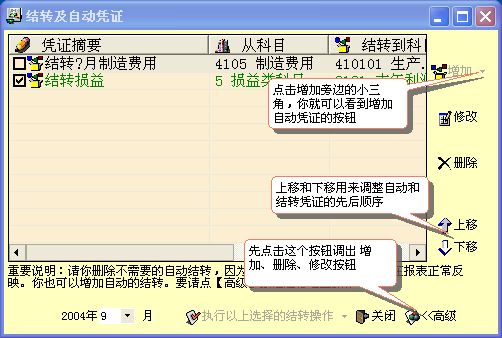 结转及自动凭证
凭证摘要 从科目 结转到科目
结转?月制造费用 4105 制造费用 410101 生产.
结转损益 5 损益类科目
增加
点击增加旁边的小三
角，你就可以看到增加
自动凭证的按钮
修改
删除
上移和下移用来调整自动和
结转凭证的先后顺序
上移
下移
先点击这个按钮调出 增
加、删除、修改按钮
重要说明：请你删除不需要的自动结转，因为
报表正常反
映。你也可以增加自动的结转。要请点【高级
2004年9 月 执行以上选择的结转操作 关闭 <<高级